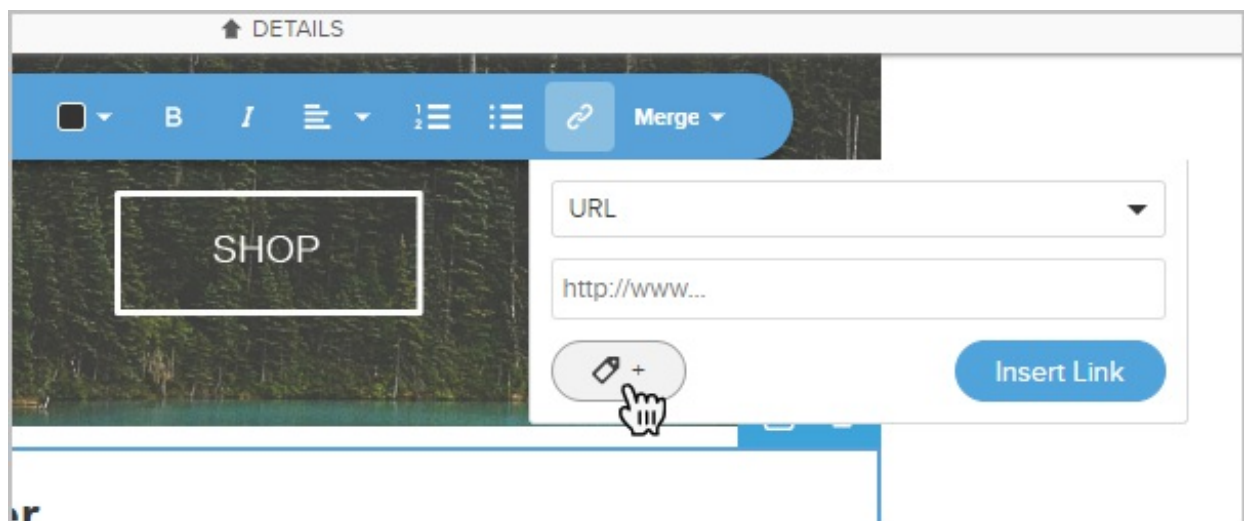 DETAILS
B I Merge
URL
SHOP
http://www...
+
Insert Link